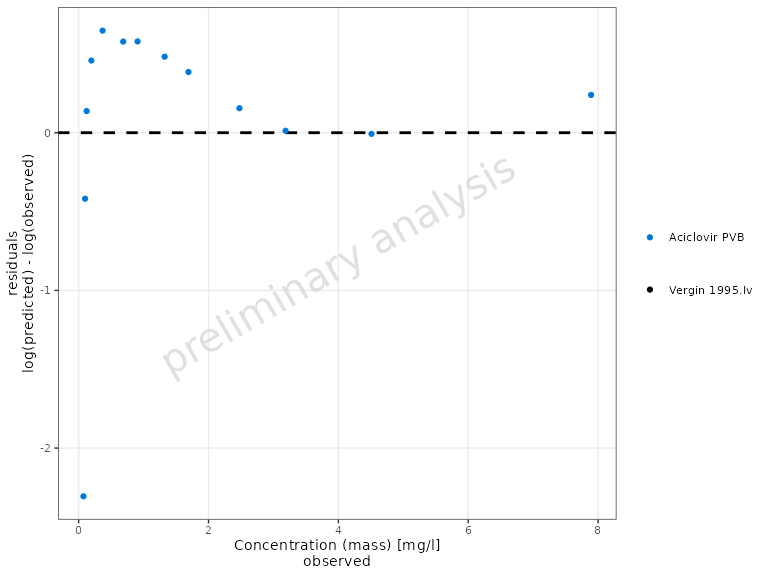 0
-1
-2
residuals
log(predicted) - log(observed)
preliminary analysis
0 2 4 6 8
Concentration (mass) [mg/l]
observed
Aciclovir PVB
Vergin 1995.Iv